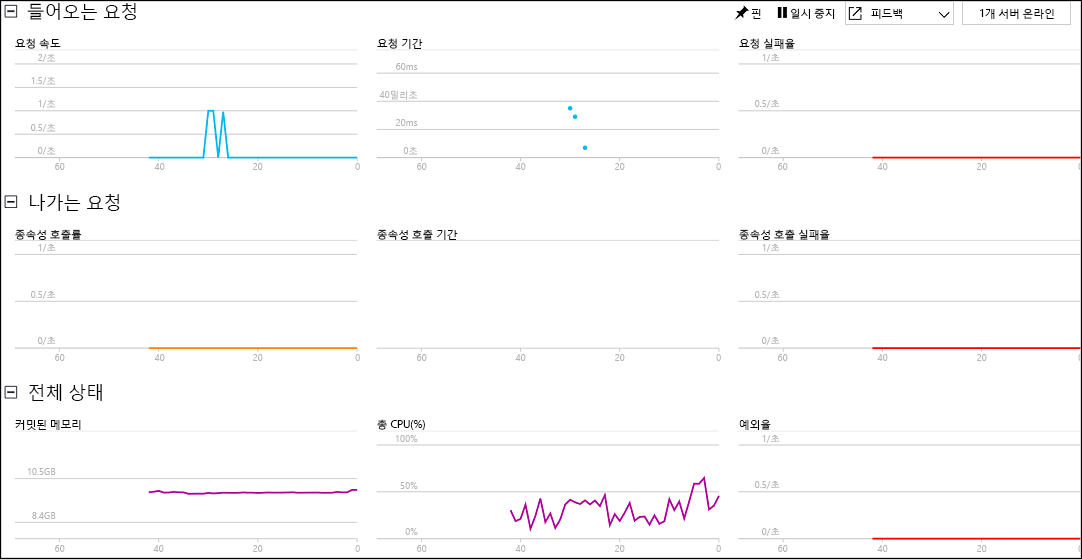 들어오는 요청
핀 일시 중지 피드백 1개 서버 온라인
요청 속도
2/초
1.5/초
1/초
0.5/초
0/초
60 40 20 0
요청 기간
60ms
40밀리초
20ms
0초
60 40 20 0
요청 실패율
1/초
0.5/초
0/초
60 40 20
나가는 요청
종속성 호출률
1/초
0.5/초
0/초
60 40 20 0
종속성 호출 기간
60 40 20 0
종속성 호출 실패율
1/초
0.5/초
0/초
60 40 20
전체 상태
커밋된 메모리
10.5GB
8.4GB
60 40 20 0
총 CPU(%)
100%
50%
0%
60 40 20 0
예외율
1/초
0.5/초
0/초
60 40 20